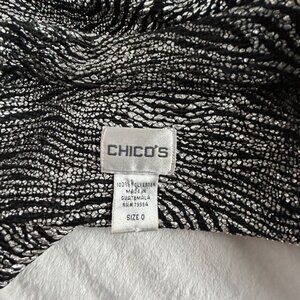 CHICO'S
100% POLYESTER
MADE IN
GUATEMALA
SIZE 0